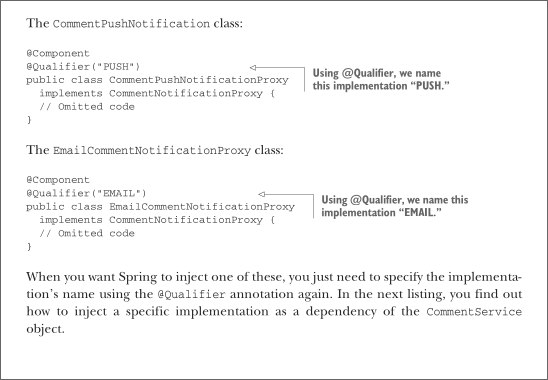 The CommentPushNotification class:
@Component
@Qualifier("PUSH")
public class CommentPushNotificationProxy
implements CommentNotificationProxy {
// Omitted code
}
Using @Qualifier, we name
this implementation “PUSH.”
The EmailCommentNotificationProxy class:
@Component
@Qualifier("EMAIL")
public class EmailCommentNotificationProxy
implements CommentNotificationProxy {
// Omitted code
}
Using @Qualifier, we name this
implementation “EMAIL.”
When you want Spring to inject one of these, you just need to specify the implementa-
tion’s name using the @Qualifier annotation again. In the next listing, you find out
how to inject a specific implementation as a dependency of the CommentService
object.